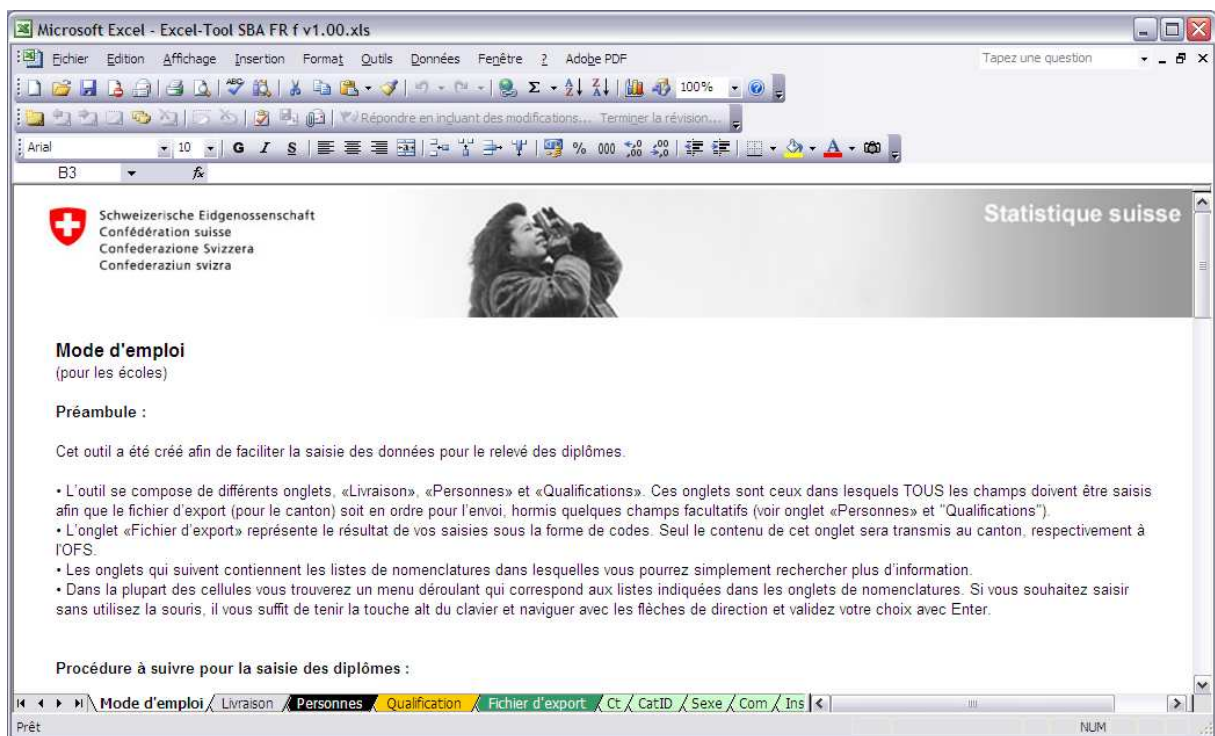 Microsoft Excel - Excel-Tool SBA FR f v1.00.xls
Fichier Edition Affichage Insertion Format Outils Données Fenêtre ? Adobe PDF Tapez une question
100%
Répondre en incluant des modifications... Terminer la révision...
Arial 10 G I S % 000
B3 fx
Schweizerische Eidgenossenschaft
Confédération suisse
Confederazione Svizzera
Confederaziun svizra
Statistique suisse
Mode d'emploi
(pour les écoles)
Préambule :
Cet outil a été créé afin de faciliter la saisie des données pour le relevé des diplômes.
• L'outil se compose de différents onglets, «Livraison», «Personnes» et «Qualifications». Ces onglets sont ceux dans lesquels TOUS les champs doivent être saisis
afin que le fichier d'export (pour le canton) soit en ordre pour l'envoi, hormis quelques champs facultatifs (voir onglet «Personnes» et "Qualifications").
• L'onglet «Fichier d'export» représente le résultat de vos saisies sous la forme de codes. Seul le contenu de cet onglet sera transmis au canton, respectivement à
l'OFS.
• Les onglets qui suivent contiennent les listes de nomenclatures dans lesquelles vous pourrez simplement rechercher plus d'information.
• Dans la plupart des cellules vous trouverez un menu déroulant qui correspond aux listes indiquées dans les onglets de nomenclatures. Si vous souhaitez saisir
sans utilisez la souris, il vous suffit de tenir la touche alt du clavier et naviguer avec les flèches de direction et validez votre choix avec Enter.
Procédure à suivre pour la saisie des diplômes :
Mode d'emploi Livraison Personnes Qualification Fichier d'export Ct CatID Sexe Com Ins
Prêt NUM